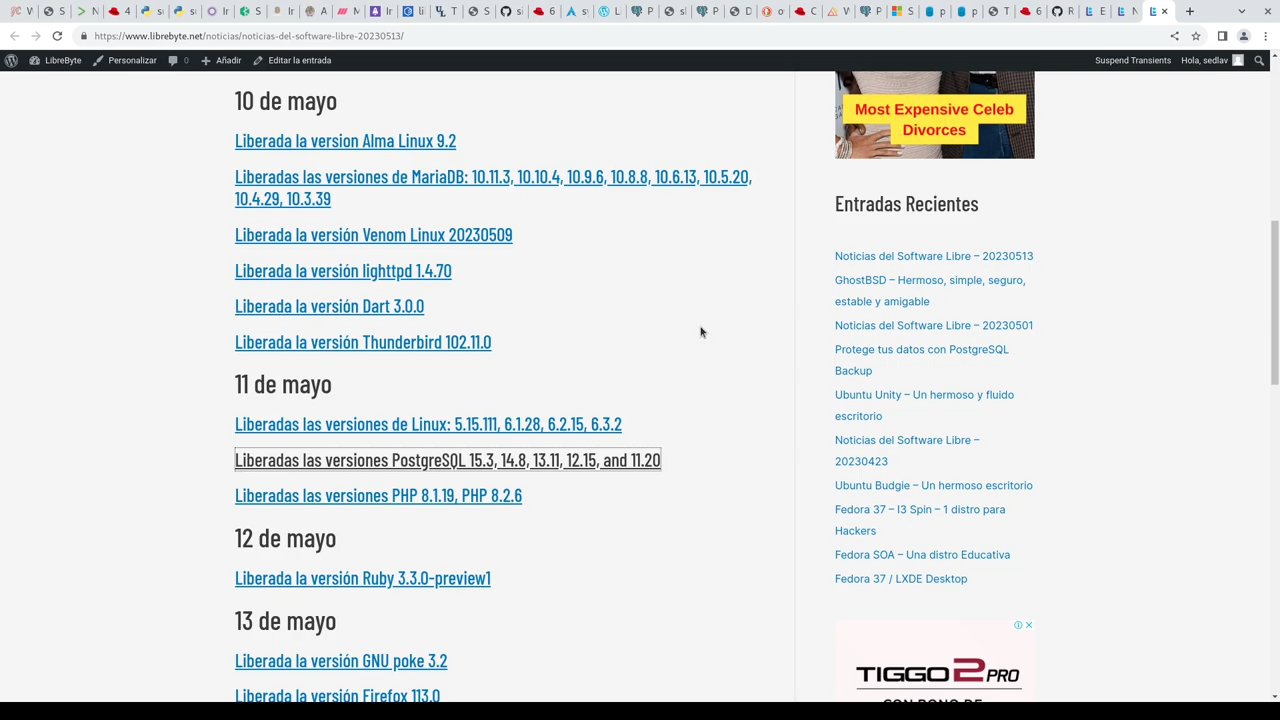 https://www.librebyte.net/noticias/noticias-del-software-libre-20230513/
LibreByte
Personalizar
0
Añadir
Editar la entrada
Suspend Transients
Hola, sedlav
10 de mayo
Liberada la version Alma Linux 9.2
Liberadas las versiones de MariaDB: 10.11.3, 10.10.4, 10.9.6, 10.8.8, 10.6.13, 10.5.20,
10.4.29, 10.3.39
Liberada la versión Venom Linux 20230509
Liberada la versión lighttpd 1.4.70
Liberada la versión Dart 3.0.0
Liberada la versión Thunderbird 102.11.0
11 de mayo
Liberadas las versiones de Linux: 5.15.111, 6.1.28, 6.2.15, 6.3.2
Liberadas las versiones PostgreSQL 15.3, 14.8, 13.11, 12.15, and 11.20
Liberadas las versiones PHP 8.1.19, PHP 8.2.6
12 de mayo
Liberada la versión Ruby 3.3.0-preview1
13 de mayo
Liberada la versión GNU poke 3.2
Liberada la versión Firefox 113.0
Most Expensive Celeb
Divorces
Entradas Recientes
Noticias del Software Libre – 20230513
GhostBSD – Hermoso, simple, seguro,
estable y amigable
Noticias del Software Libre – 20230501
Protege tus datos con PostgreSQL
Backup
Ubuntu Unity – Un hermoso y fluido
escritorio
Noticias del Software Libre –
20230423
Ubuntu Budgie – Un hermoso escritorio
Fedora 37 – I3 Spin – 1 distro para
Hackers
Fedora SOA – Una distro Educativa
Fedora 37 / LXDE Desktop
TIGGO 2 PRO
CON BONO DE